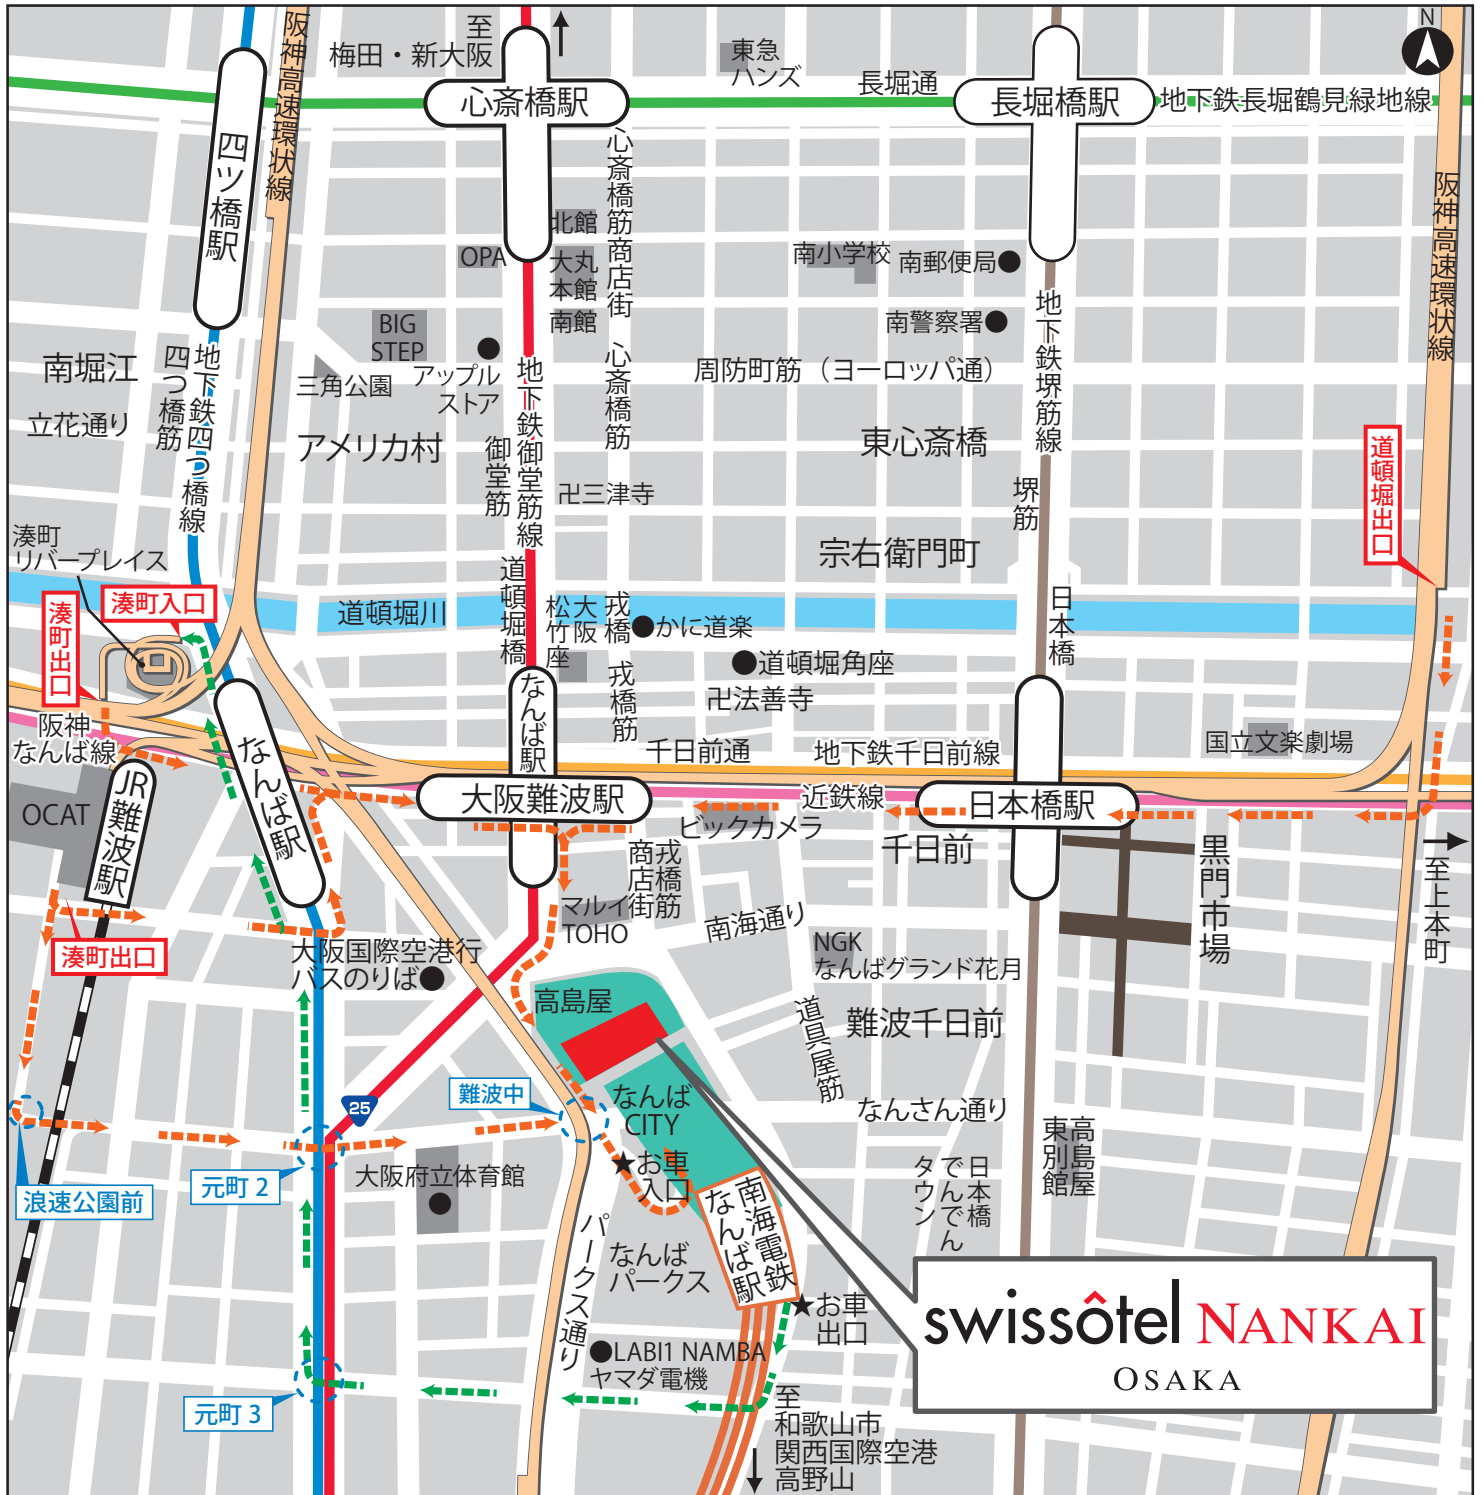 N
至
梅田・新大阪
阪神高速環状線
東急
ハンズ
長堀通
心斎橋駅
長堀橋駅
地下鉄長堀鶴見緑地線
四ツ橋駅
心斎橋筋商店街
阪神高速環状線
北館
OPA
大丸
本館
南館
南小学校
南郵便局
南警察署
BIG
STEP
地下鉄堺筋線
南堀江
四つ橋筋
地下鉄四つ橋線
三角公園
アップル
ストア
地下鉄御堂筋線
心斎橋筋
周防町筋（ヨーロッパ通）
立花通り
アメリカ村
御堂筋
東心斎橋
道頓堀出口
卍三津寺
堺筋
湊町
リバープレイス
宗右衛門町
湊町入口
湊町出口
道頓堀川
道頓堀橋
大阪
松竹座
戎橋
かに道楽
日本橋
道頓堀角座
戎橋筋
卍法善寺
阪神
なんば線
なんば駅
なんば駅
千日前通
地下鉄千日前線
国立文楽劇場
OCAT
JR難波駅
大阪難波駅
近鉄線
日本橋駅
ビックカメラ
千日前
黒門市場
至上本町
戎橋筋
商店街
マルイ
TOHO
南海通り
湊町出口
大阪国際空港行
バスのりば
NGK
なんばグランド花月
高島屋
道具屋筋
難波千日前
25
難波中
なんば
CITY
なんさん通り
浪速公園前
元町 2
大阪府立体育館
お車
入口
高島屋
東別館
日本橋
でんでん
タウン
南海電鉄
なんば駅
パークス通り
なんば
パークス
お車
出口
swissôtel NANKAI
OSAKA
LABI1 NAMBA
ヤマダ電機
元町 3
至
和歌山市
関西国際空港
高野山